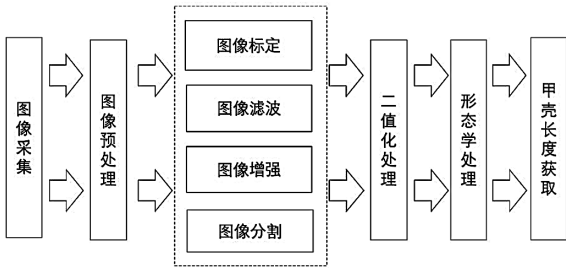 图像采集
图像预处理
图像标定
图像滤波
图像增强
图像分割
二值化处理
形态学处理
甲壳长度获取